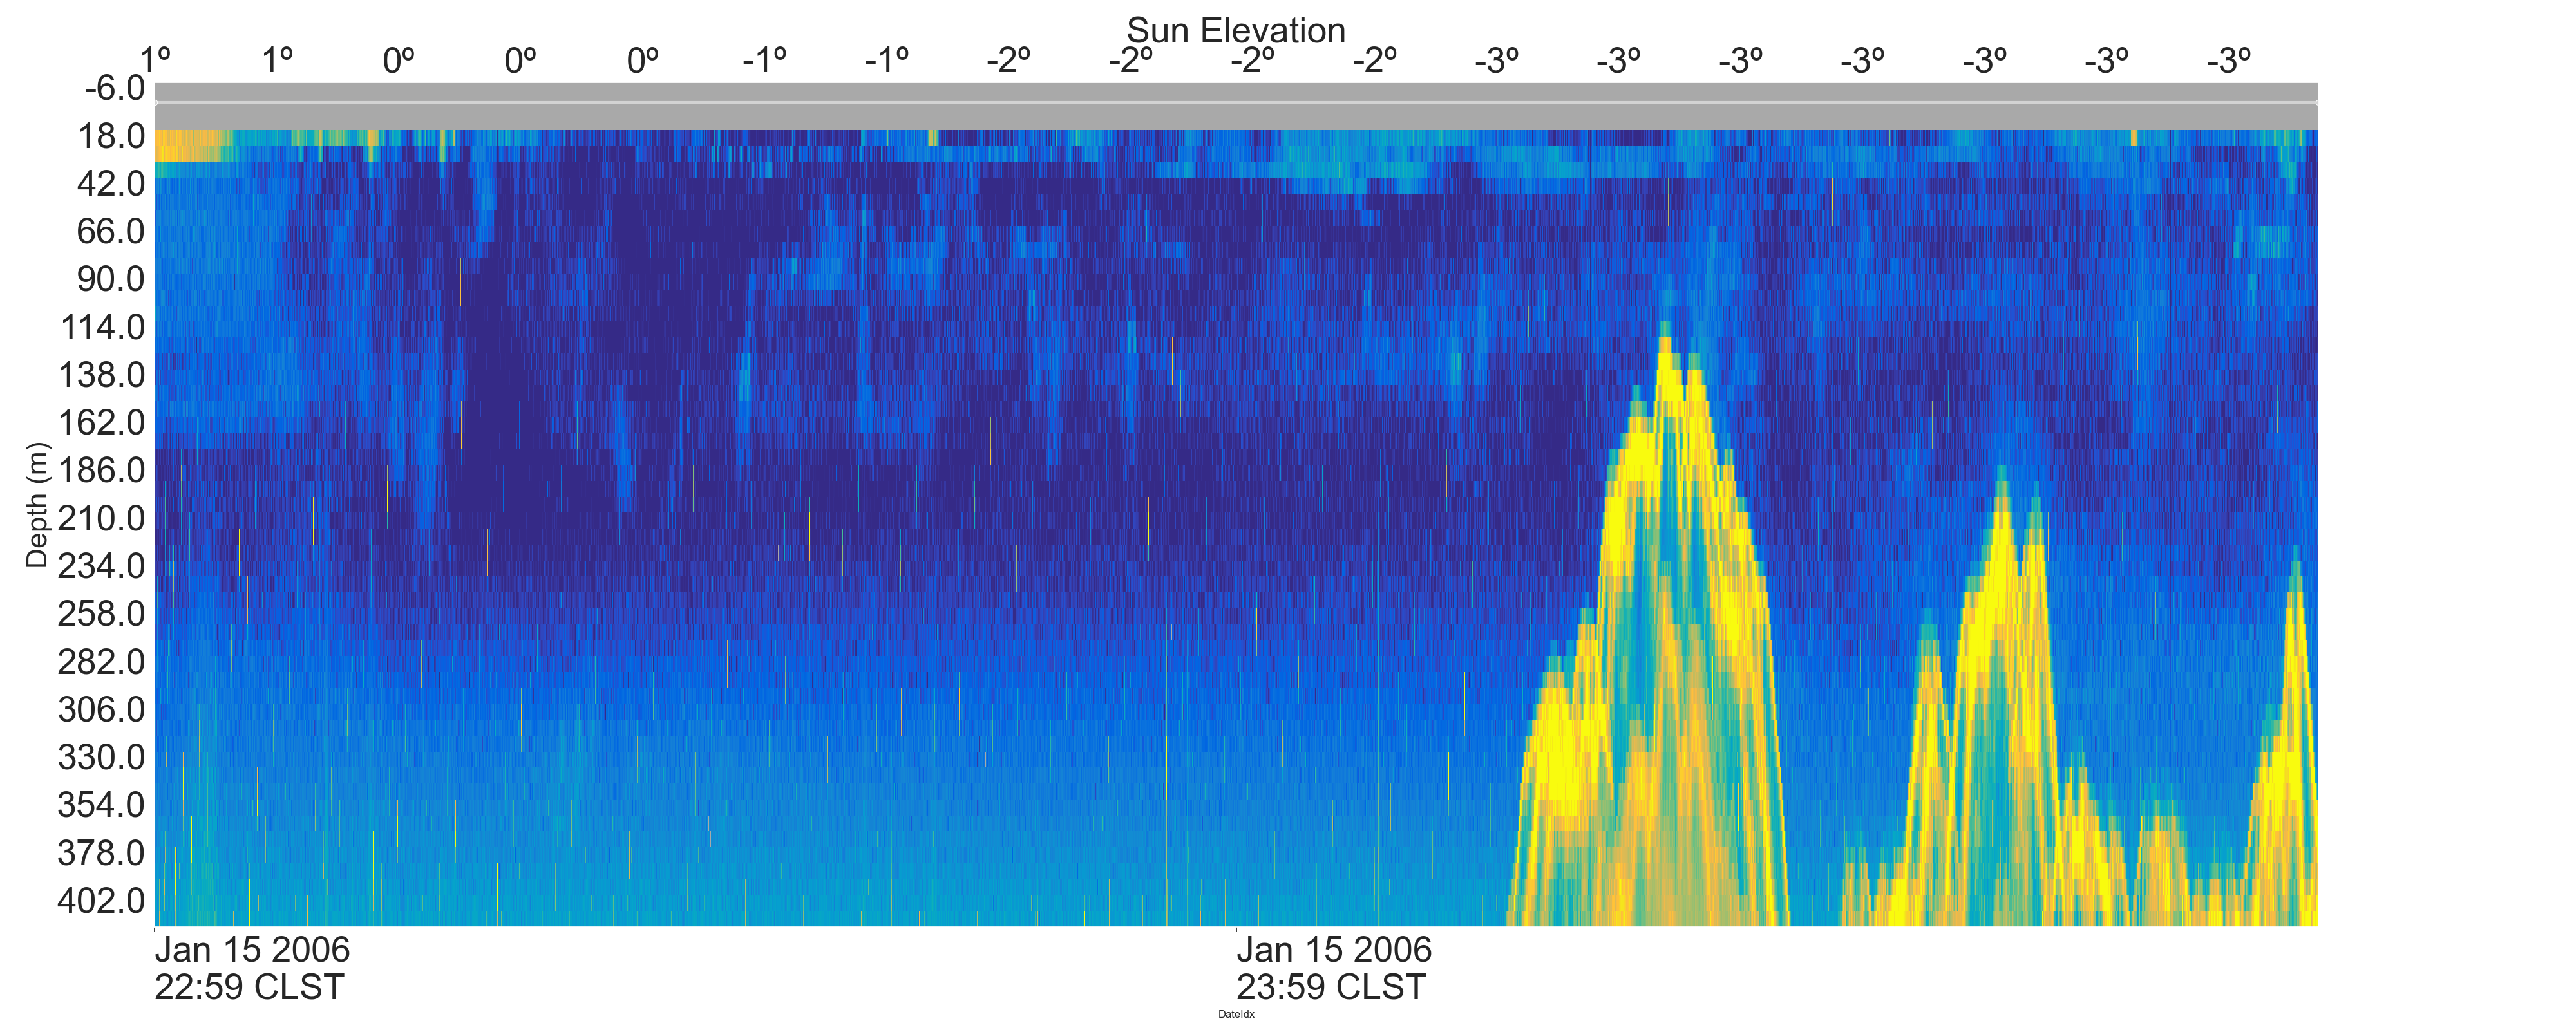 Sun Elevation
1º 1º 0º 0º 0º -1º -1º -2º -2º -2º -2º -3º -3º -3º -3º -3º -3º -3º
-6.0
18.0
42.0
66.0
90.0
114.0
138.0
162.0
186.0
210.0
234.0
258.0
282.0
306.0
330.0
354.0
378.0
402.0
Depth (m)
Jan 15 2006
22:59 CLST
Jan 15 2006
23:59 CLST
DateIdx